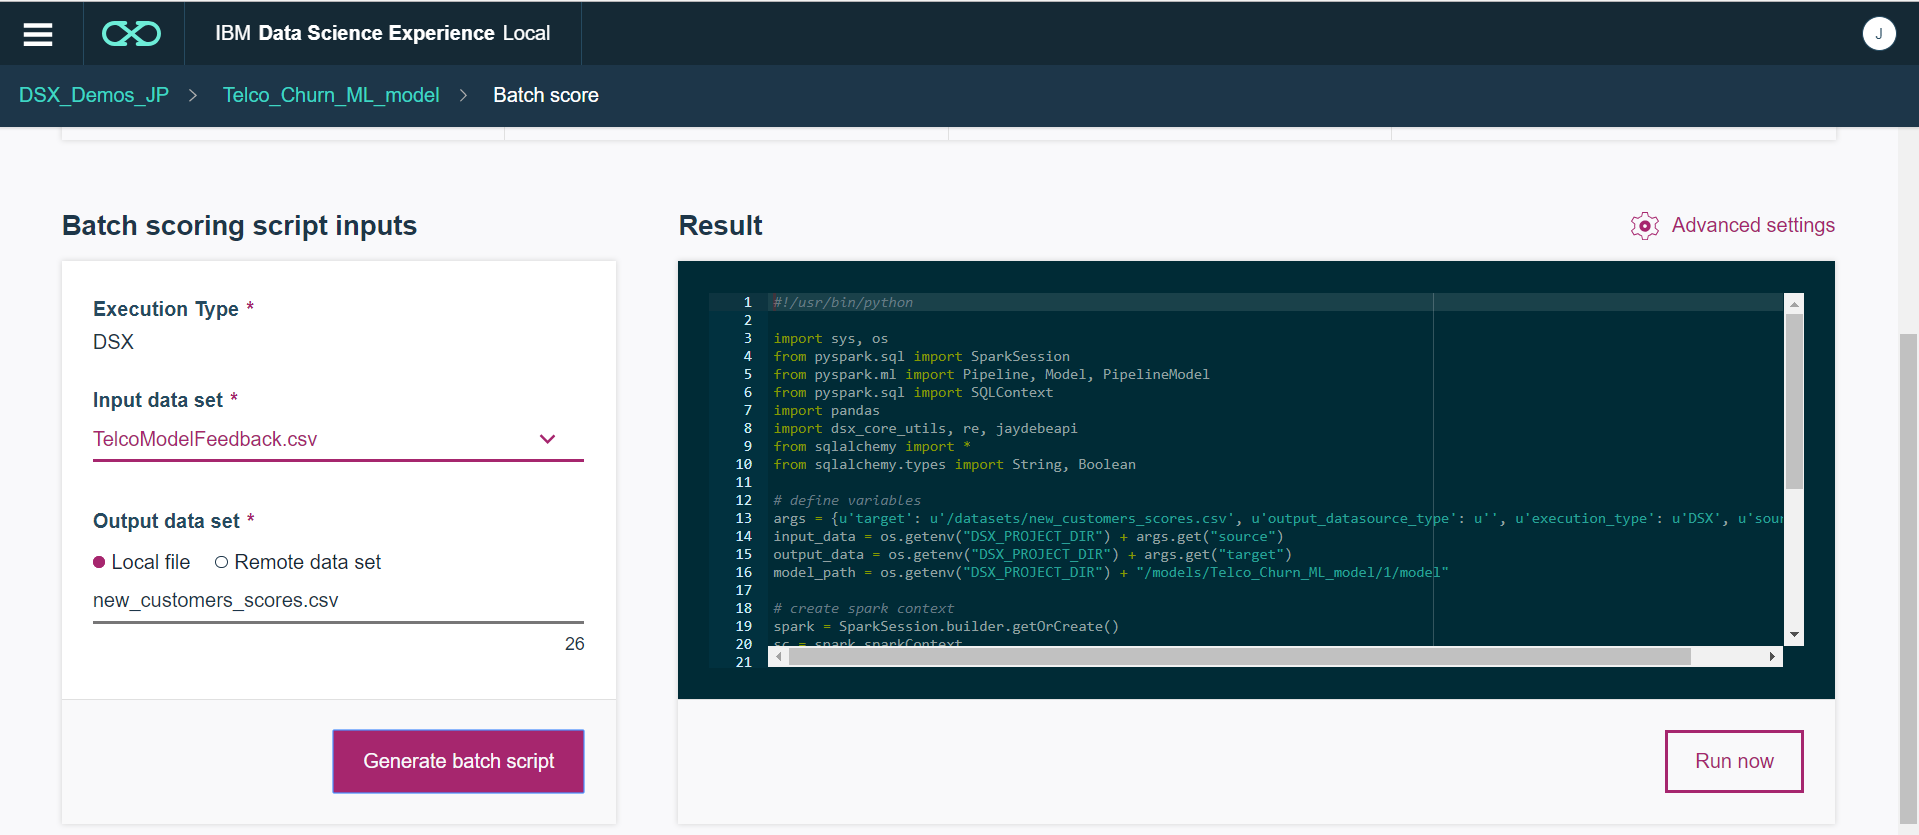 IBM Data Science Experience Local
J
DSX_Demos_JP > Telco_Churn_ML_model > Batch score
Batch scoring script inputs
Execution Type *
DSX
Input data set *
TelcoModelFeedback.csv
Output data set *
Local file Remote data set
new_customers_scores.csv
26
Generate batch script
Result
Advanced settings
1 #!/usr/bin/python
2
3 import sys, os
4 from pyspark.sql import SparkSession
5 from pyspark.ml import Pipeline, Model, PipelineModel
6 from pyspark.sql import SQLContext
7 import pandas
8 import dsx_core_utils, re, jaydebeapi
9 from sqlalchemy import *
10 from sqlalchemy.types import String, Boolean
11
12 # define variables
13 args = {u'target': u'/datasets/new_customers_scores.csv', u'output_datasource_type': u'', u'execution_type': u'DSX', u'sour
14 input_data = os.getenv("DSX_PROJECT_DIR") + args.get("source")
15 output_data = os.getenv("DSX_PROJECT_DIR") + args.get("target")
16 model_path = os.getenv("DSX_PROJECT_DIR") + "/models/Telco_Churn_ML_model/1/model"
17
18 # create spark context
19 spark = SparkSession.builder.getOrCreate()
20 sc = spark.sparkContext
21
Run now